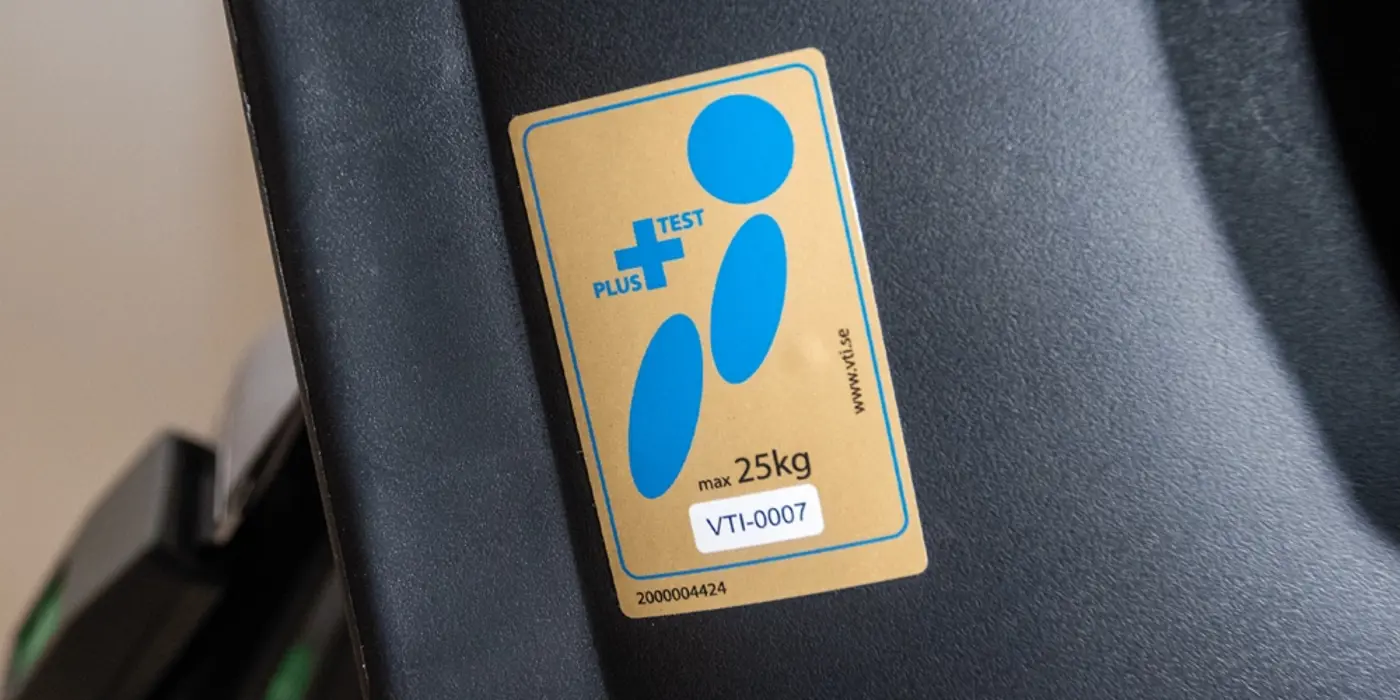 TEST
PLUS
www.vti.se
max 25kg
VTI-0007
2000004424